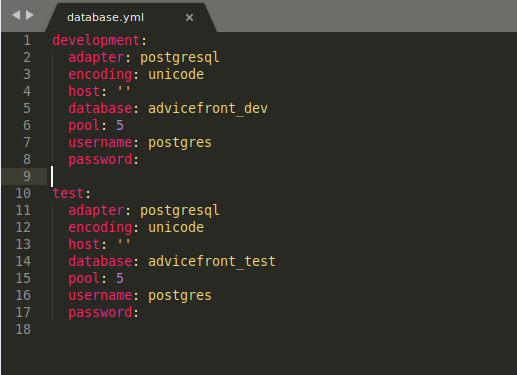 database.yml ×
1 development:
2   adapter: postgresql
3   encoding: unicode
4   host: ''
5   database: advicefront_dev
6   pool: 5
7   username: postgres
8   password:
9
10 test:
11   adapter: postgresql
12   encoding: unicode
13   host: ''
14   database: advicefront_test
15   pool: 5
16   username: postgres
17   password:
18